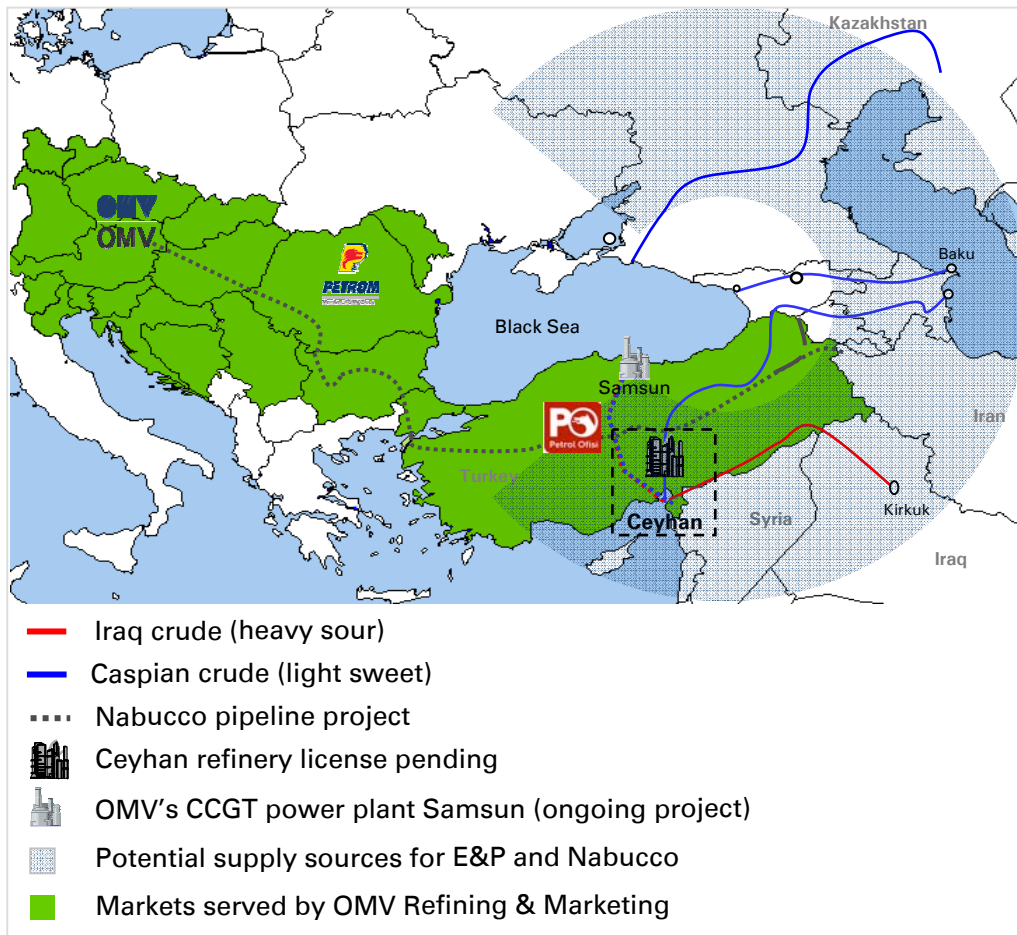 Kazakhstan
OMV
OMV
PETROM
Baku
Black Sea
Samsun
PO
Petrol Ofisi
Iran
Turkey
Kirkuk
Ceyhan
Syria
Iraq
Iraq crude (heavy sour)
Caspian crude (light sweet)
Nabucco pipeline project
Ceyhan refinery license pending
OMV's CCGT power plant Samsun (ongoing project)
Potential supply sources for E&P and Nabucco
Markets served by OMV Refining & Marketing